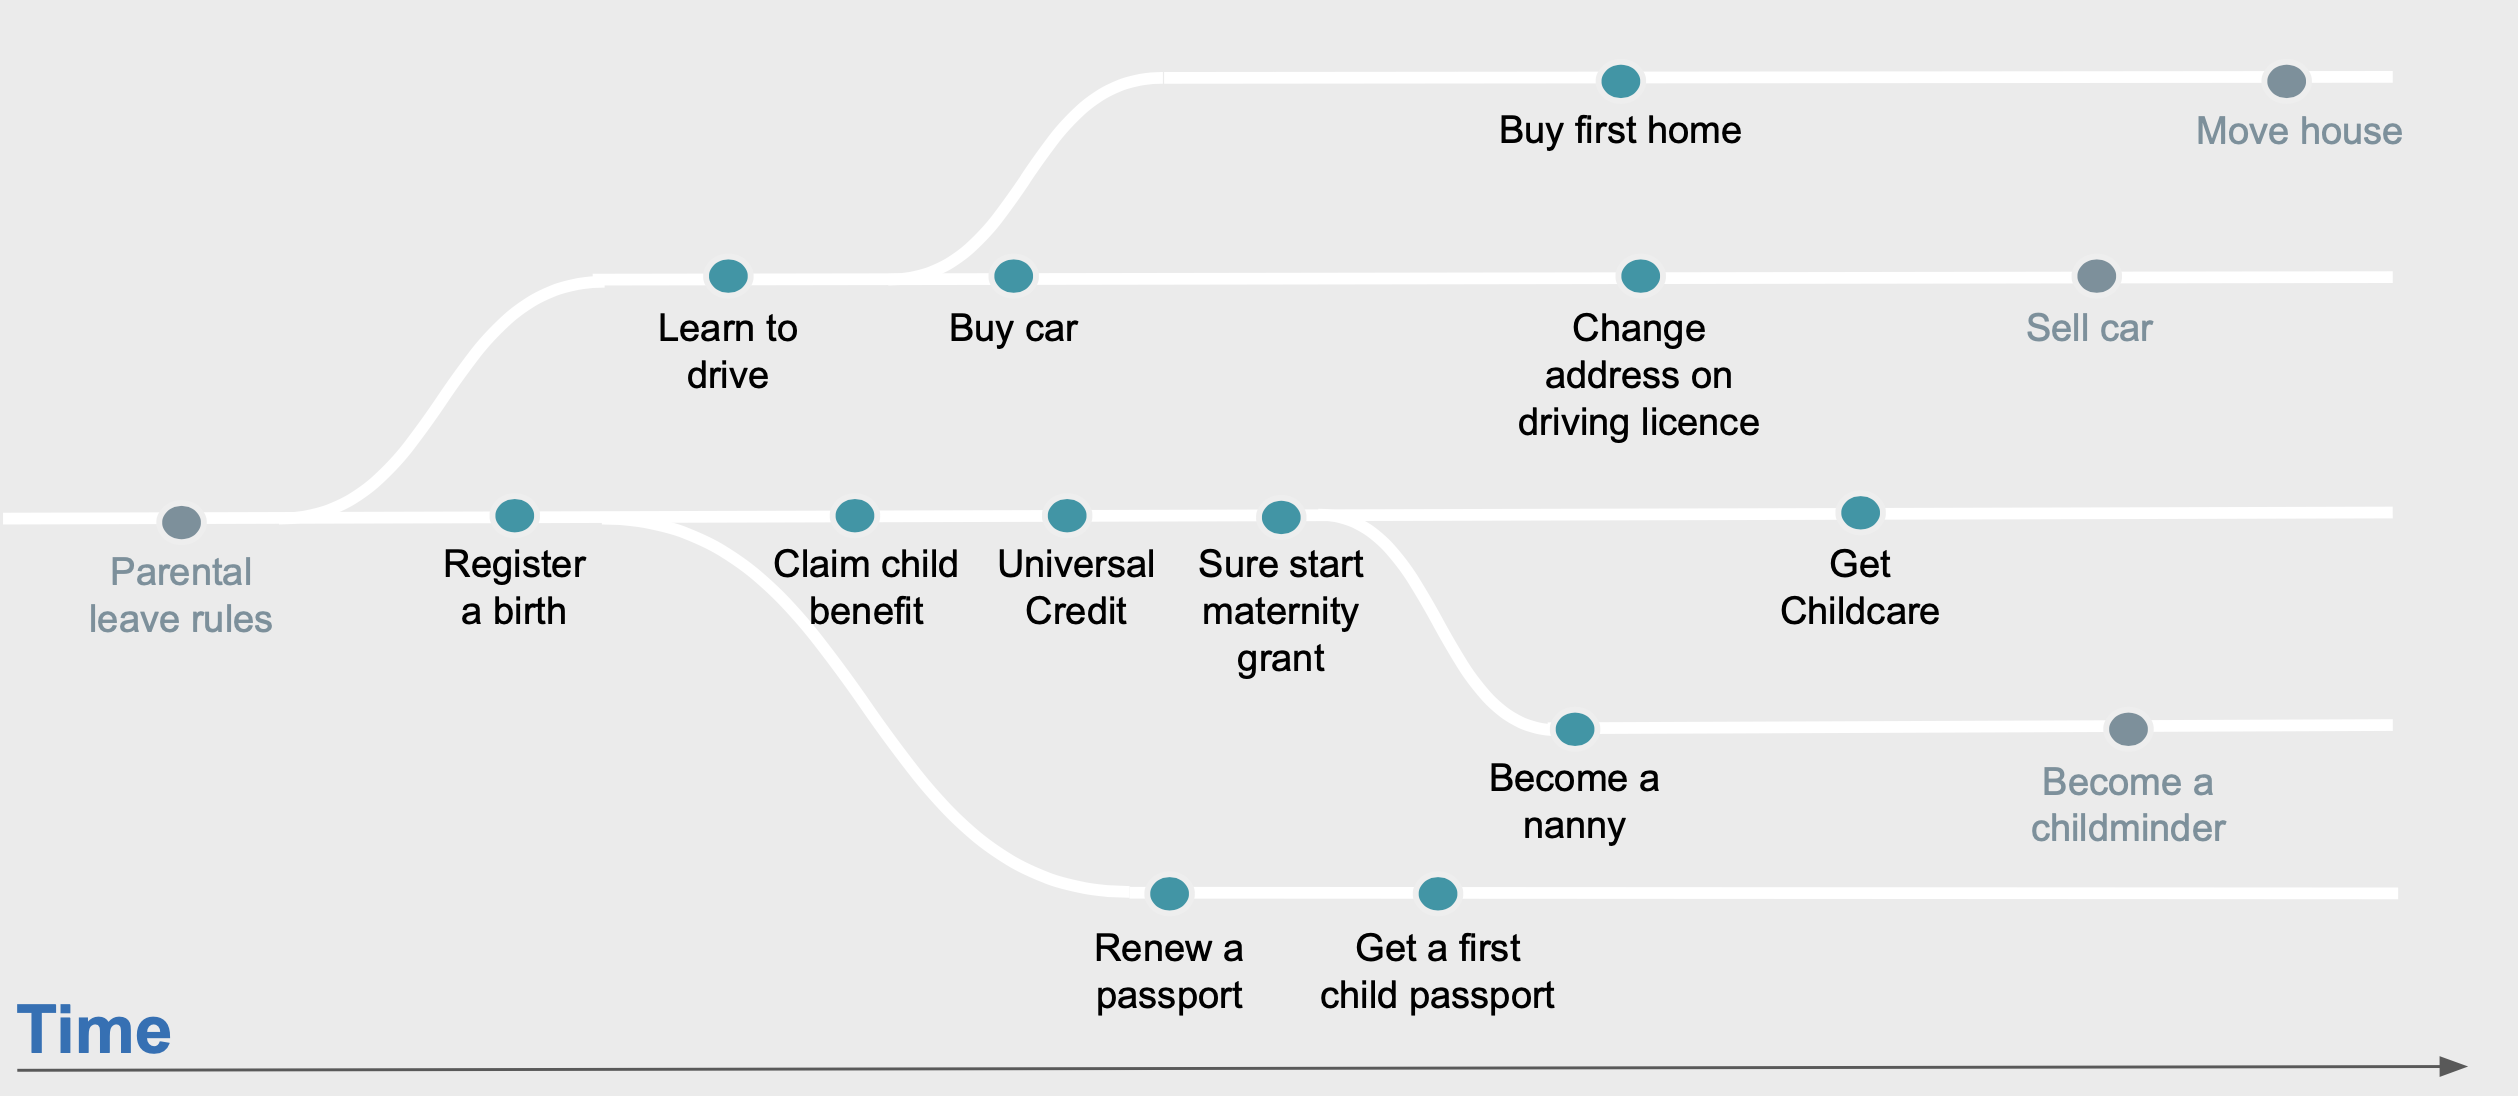 Buy first home
Move house
Learn to
drive
Buy car
Change
address on
driving licence
Sell car
Parental
leave rules
Register
a birth
Claim child
benefit
Universal
Credit
Sure start
maternity
grant
Get
Childcare
Become a
nanny
Become a
childminder
Renew a
passport
Get a first
child passport
Time